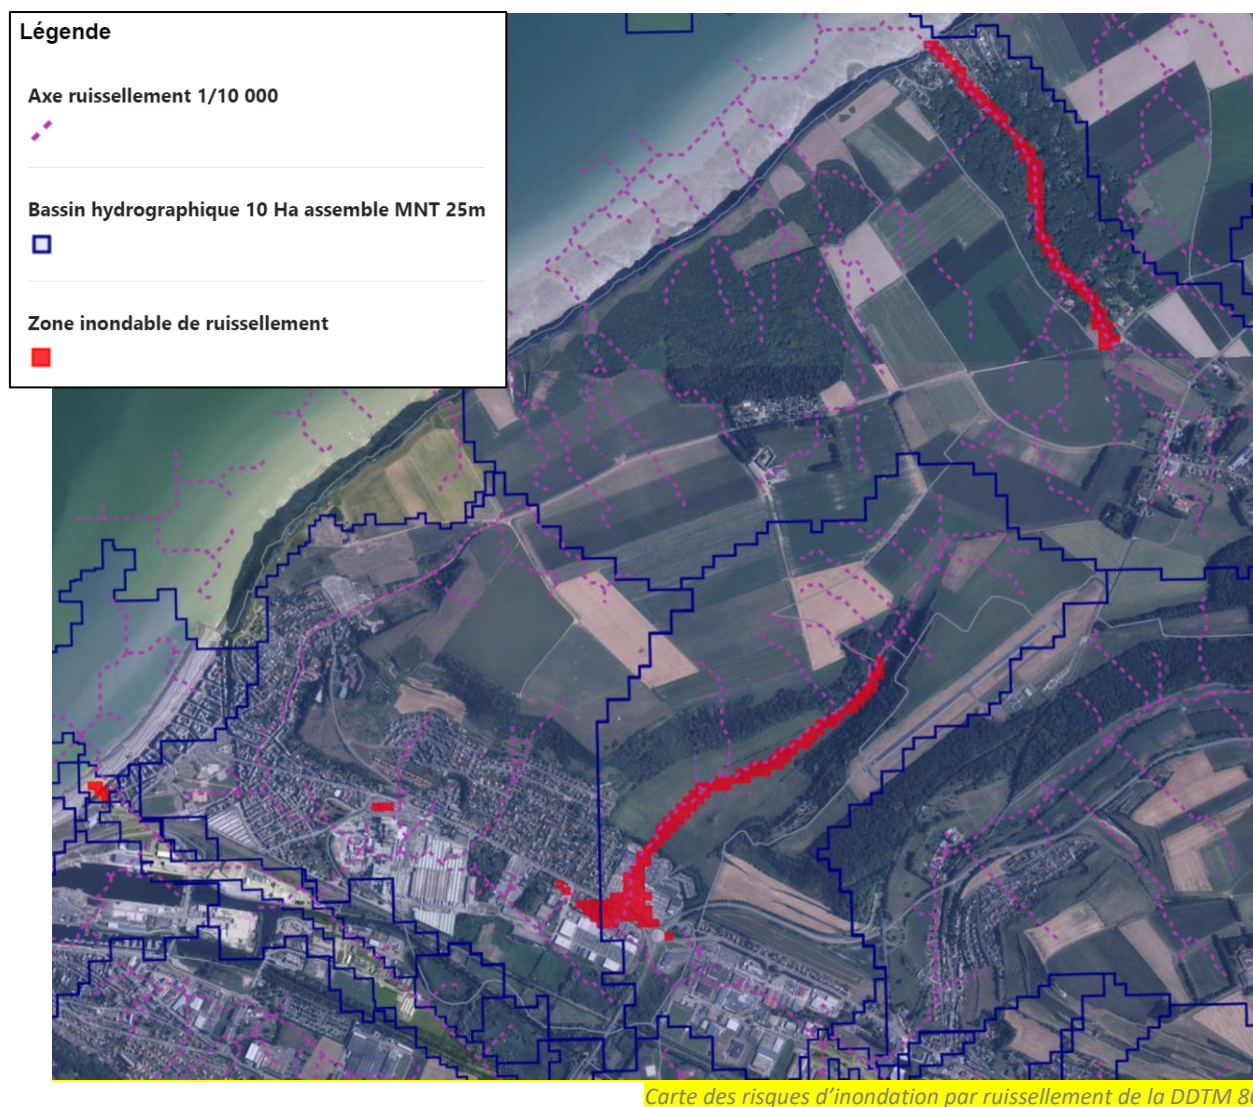 Légende
Axe ruissellement 1/10 000
Bassin hydrographique 10 Ha assemble MNT 25m
Zone inondable de ruissellement
Carte des risques d’inondation par ruissellement de la DDTM 80